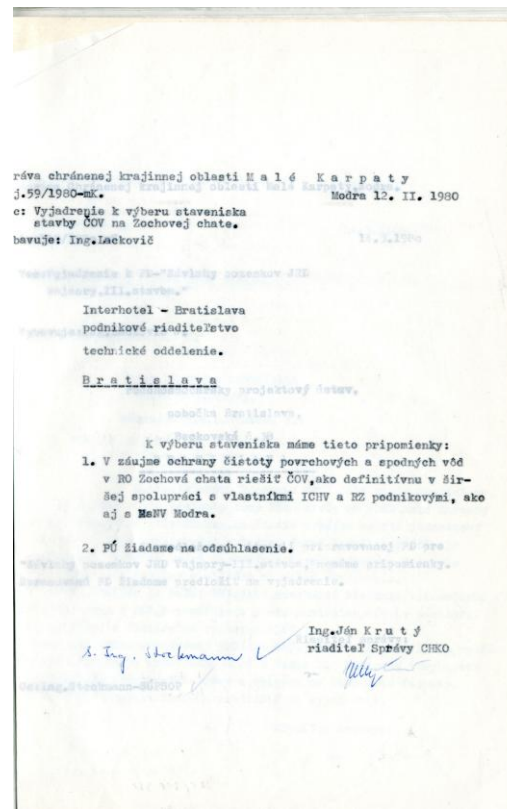 ráva chránenej krajinnej oblasti M a l é   K a r p a t y
j.59/1980-mK.   Modra 12. II. 1980
c: Vyjadrenie k výberu staveniska
stavby ČOV na Zochovej chate.
bavuje: Ing.Lackovič
Interhotel - Bratislava
podnikové riaditeľstvo
technické oddelenie.
B r a t i s l a v a
K výberu staveniska máme tieto pripomienky:
1. V záujme ochrany čistoty povrchových a spodných vôd
v RO Zochová chata riešiť ČOV,ako definitívnu v šir-
šej spolupráci s vlastníkmi ICHV a RZ podnikovými, ako
aj s MsNV Modra.
2. PÚ žiadame na odsúhlasenie.
Ing.Ján K r u t ý
riaditeľ Správy CHKO
S. Ing. Stockmann